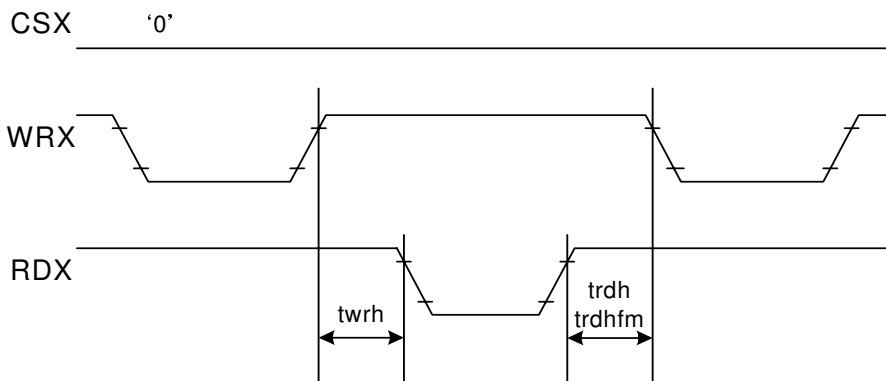 CSX ‘0’
WRX
RDX
twrh
trdh
trdhfm